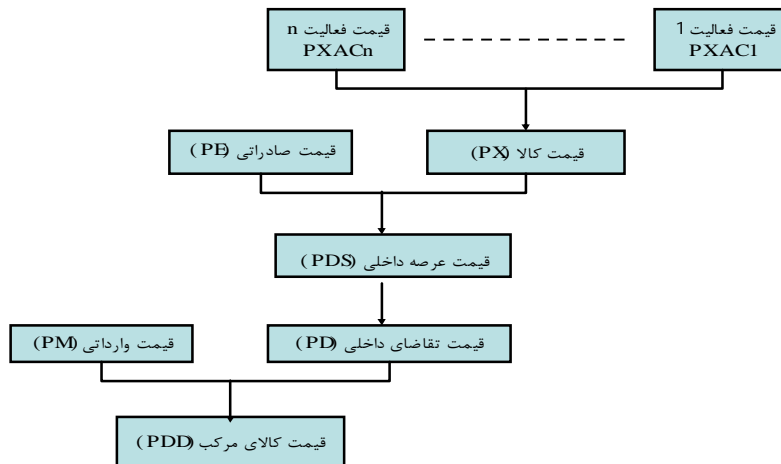 قیمت فعالیت 1
PXAC1
قیمت فعالیت n
PXACn
قیمت کالا (PX)
قیمت صادراتی (PE)
قیمت عرصه داخلی (PDS)
قیمت تقاضای داخلی (PD)
قیمت وارداتی (PM)
قیمت کالای مرکب (PDD)